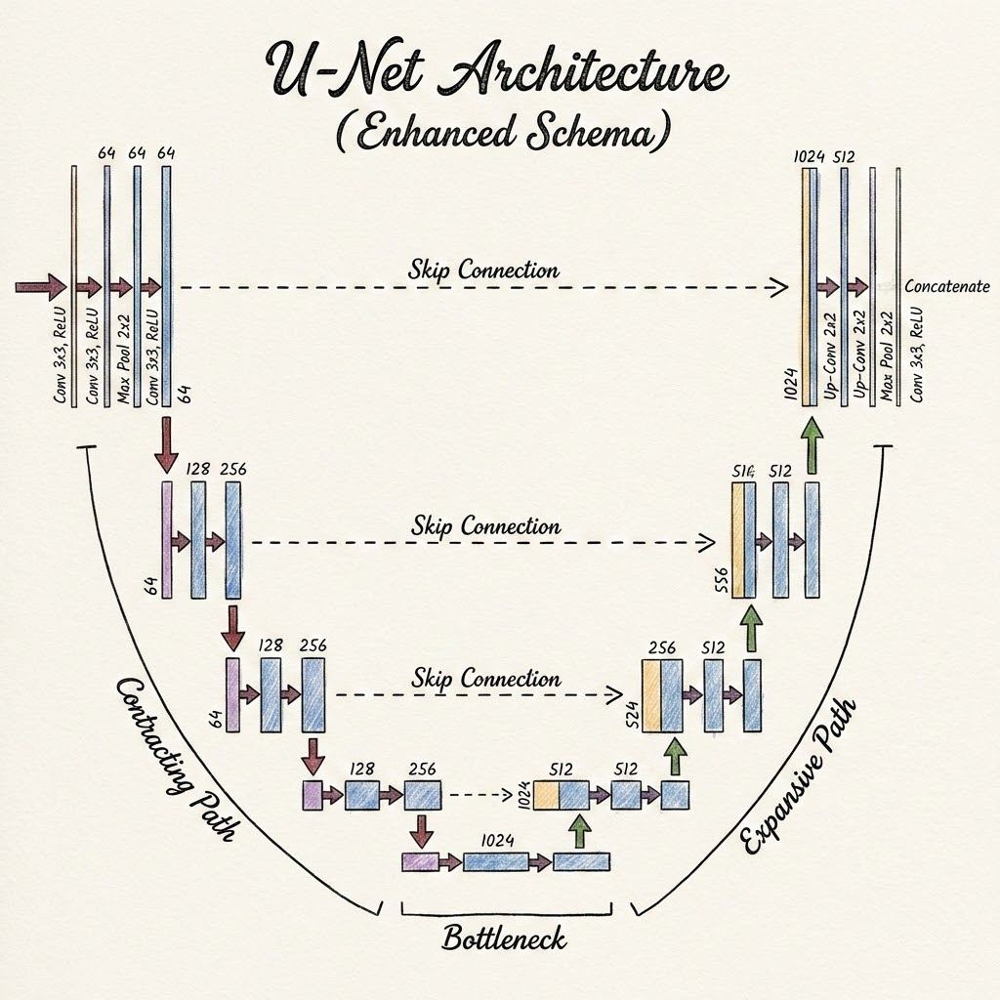 U-Net Architecture
(Enhanced Schema)
64 64 64
1024 512
Skip Connection
Concatenate
Conv 3x3, ReLU
Conv 3x3, ReLU
Max Pool 2x2
Conv 3x3, ReLU
64
1024
Up-Conv 2x2
Up-Conv 2x2
Max Pool 2x2
Conv 3x3, ReLU
128 256
512
Skip Connection
64
556
128 256
256 512
Skip Connection
64
524
Contracting Path
Expansive Path
128 256
512 512
1024
1024
Bottleneck